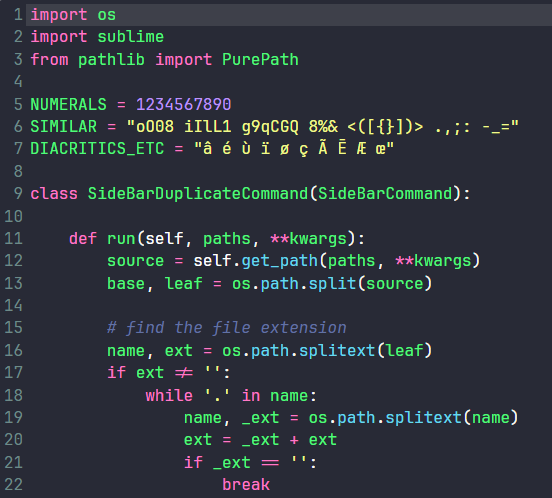 1 import os
2 import sublime
3 from pathlib import PurePath
4
5 NUMERALS = 1234567890
6 SIMILAR = "oO08 iIlL1 g9qCGQ 8%& <([{}])> .,;: -_="
7 DIACRITICS_ETC = "â é ù ï ø ç Ã Ē Æ œ"
8
9 class SideBarDuplicateCommand(SideBarCommand):
10
11     def run(self, paths, **kwargs):
12         source = self.get_path(paths, **kwargs)
13         base, leaf = os.path.split(source)
14
15         # find the file extension
16         name, ext = os.path.splitext(leaf)
17         if ext != '':
18             while '.' in name:
19                 name, _ext = os.path.splitext(name)
20                 ext = _ext + ext
21                 if _ext == '':
22                     break